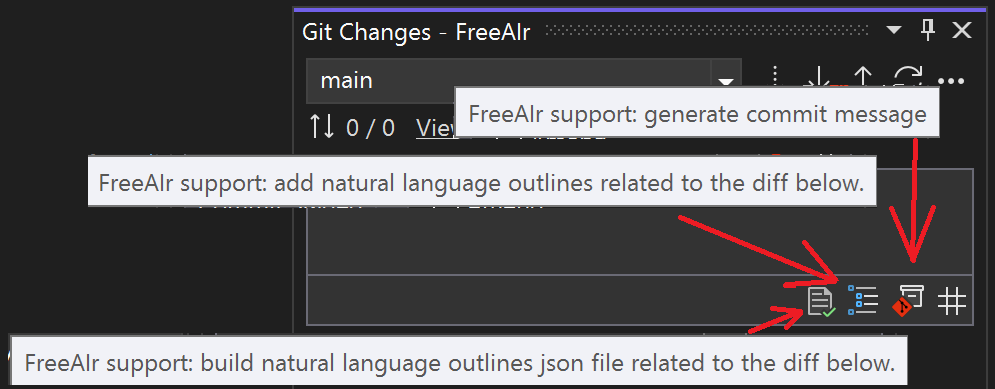 Git Changes - FreeAIr
main
FreeAIr support: generate commit message
0 / 0 Vie
FreeAIr support: add natural language outlines related to the diff below.
FreeAIr support: build natural language outlines json file related to the diff below.